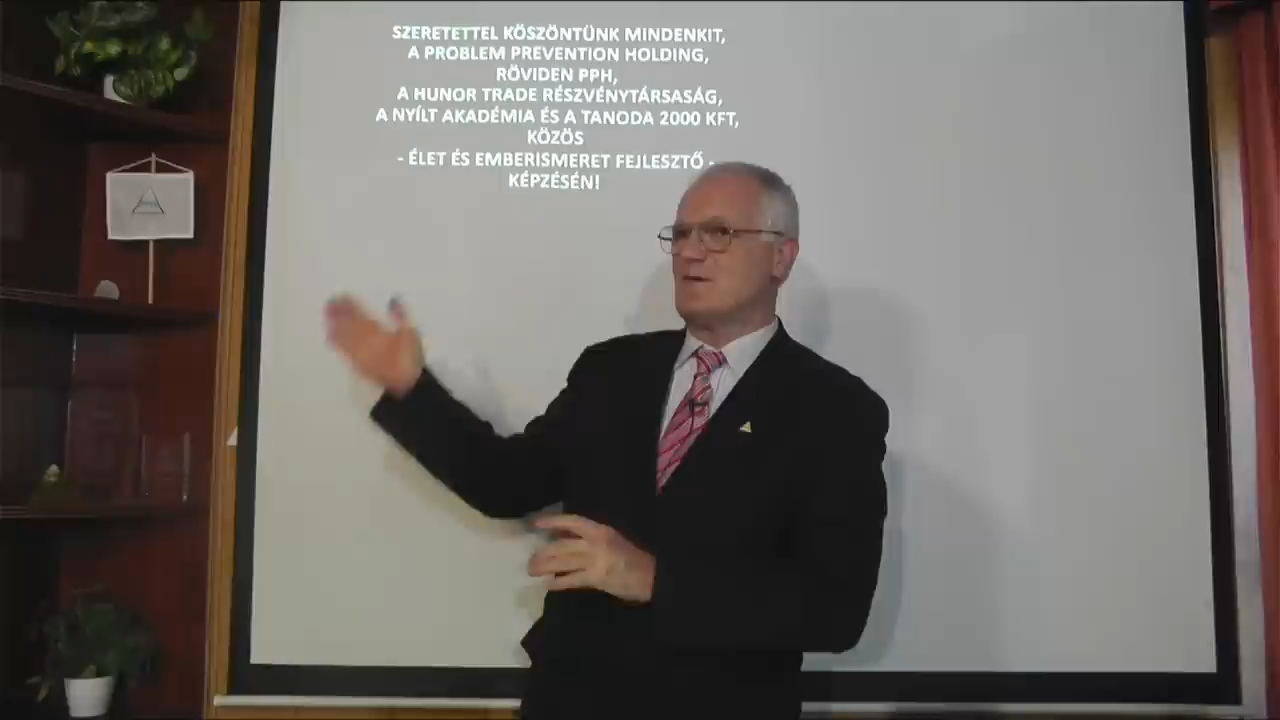 SZERETETTEL KÖSZÖNTÜNK MINDENKIT,
A PROBLEM PREVENTION HOLDING,
RÖVIDEN PPH,
A HUNOR TRADE RÉSZVÉNYTÁRSASÁG,
A NYÍLT AKADÉMIA ÉS A TANODA 2000 KFT,
KÖZÖS
- ÉLET ÉS EMBERISMERET FEJLESZTŐ -
KÉPZÉSÉN!